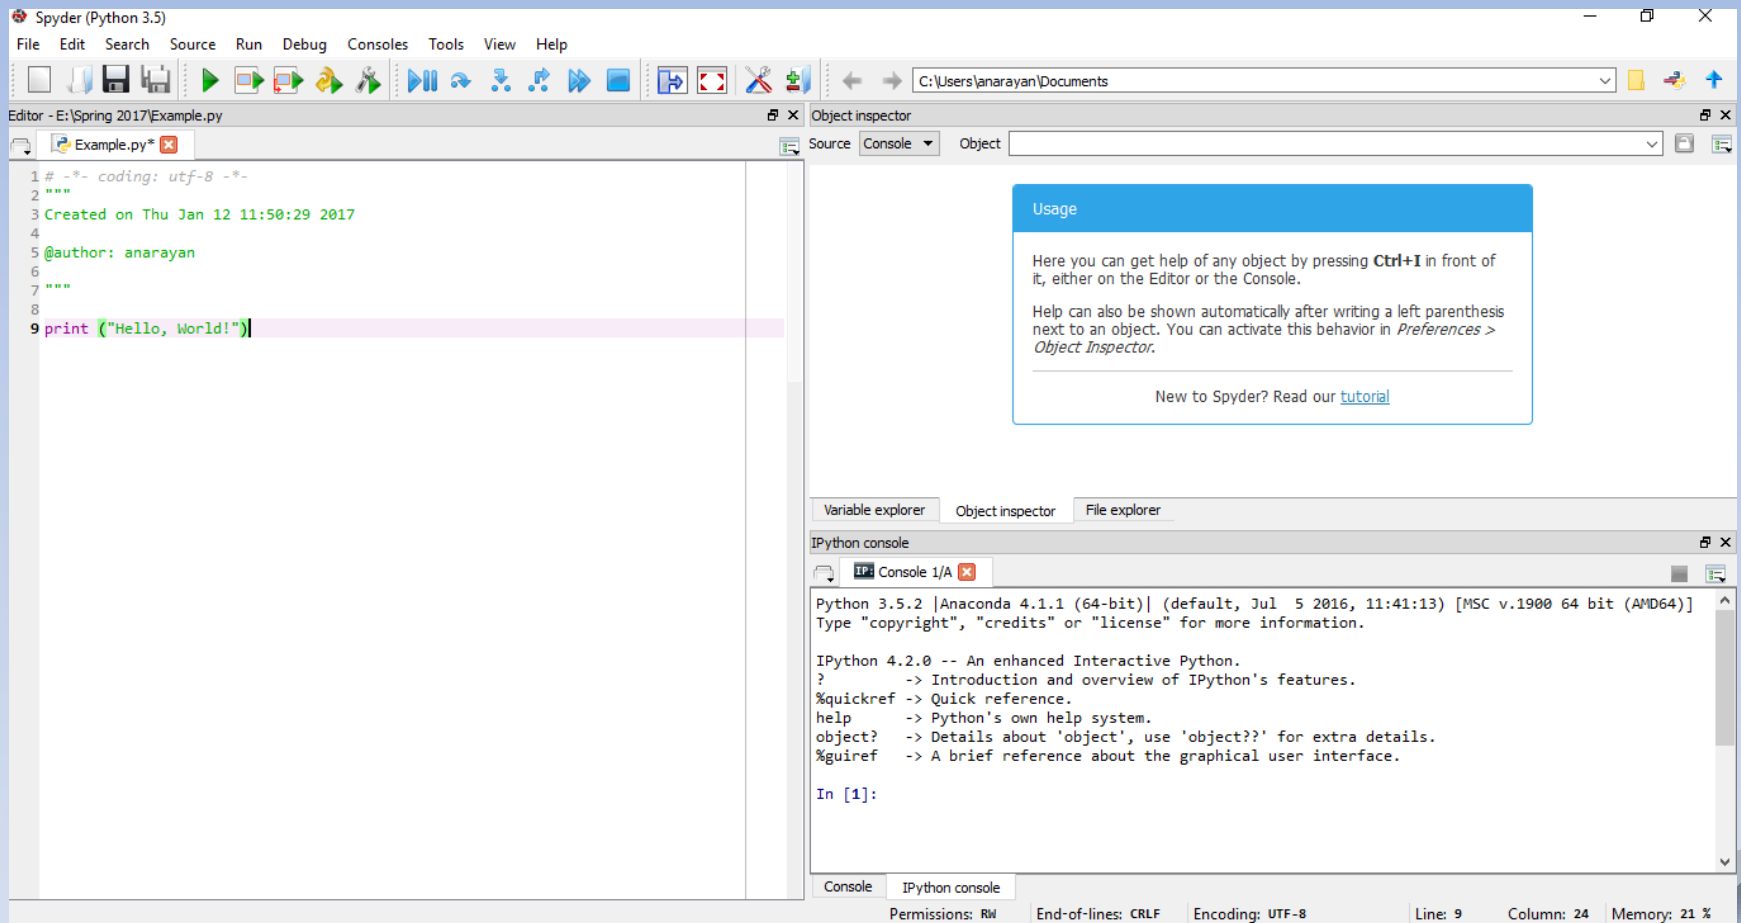 Spyder (Python 3.5)
File Edit Search Source Run Debug Consoles Tools View Help
C:\Users\anarayan\Documents
Editor - E:\Spring 2017\Example.py
Example.py*
1 # -*- coding: utf-8 -*-
2 """
3 Created on Thu Jan 12 11:50:29 2017
4
5 @author: anarayan
6
7 """
8
9 print ("Hello, World!")
Object inspector
Source Console Object
Usage
Here you can get help of any object by pressing Ctrl+I in front of
it, either on the Editor or the Console.
Help can also be shown automatically after writing a left parenthesis
next to an object. You can activate this behavior in Preferences >
Object Inspector.
New to Spyder? Read our tutorial
Variable explorer Object inspector File explorer
IPython console
IP: Console 1/A
Python 3.5.2 |Anaconda 4.1.1 (64-bit)| (default, Jul  5 2016, 11:41:13) [MSC v.1900 64 bit (AMD64)]
Type "copyright", "credits" or "license" for more information.
IPython 4.2.0 -- An enhanced Interactive Python.
?         -> Introduction and overview of IPython's features.
%quickref -> Quick reference.
help      -> Python's own help system.
object?   -> Details about 'object', use 'object??' for extra details.
%guiref   -> A brief reference about the graphical user interface.
In [1]:
Console IPython console
Permissions: RW End-of-lines: CRLF Encoding: UTF-8 Line: 9 Column: 24 Memory: 21 %